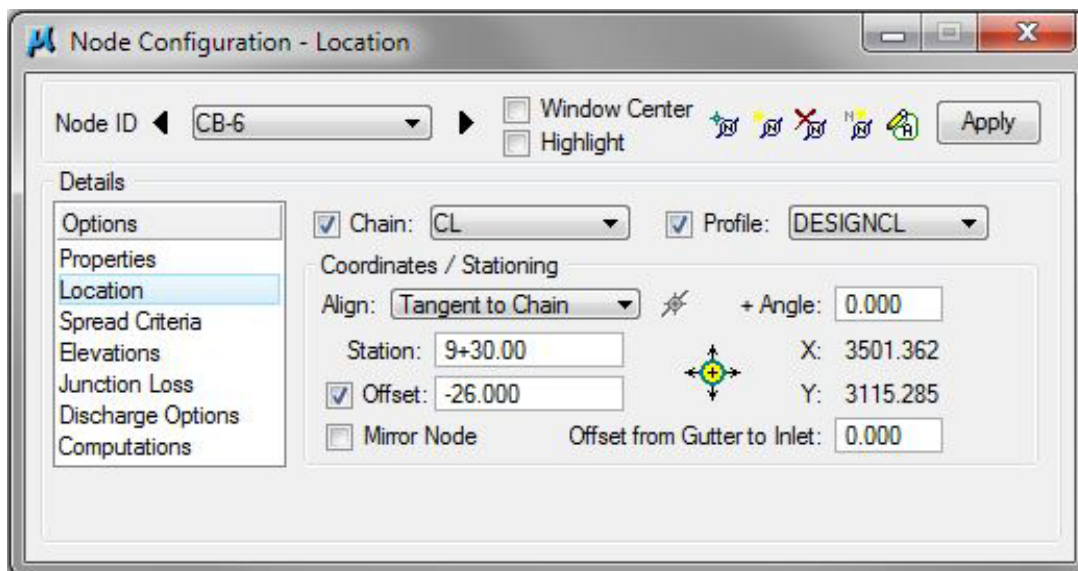 Node Configuration - Location
Node ID CB-6 Window Center Apply
Highlight
Details
Options
Properties
Location
Spread Criteria
Elevations
Junction Loss
Discharge Options
Computations
Chain: CL Profile: DESIGNCL
Coordinates / Stationing
Align: Tangent to Chain + Angle: 0.000
Station: 9+30.00 X: 3501.362
Offset: -26.000 Y: 3115.285
Mirror Node Offset from Gutter to Inlet: 0.000